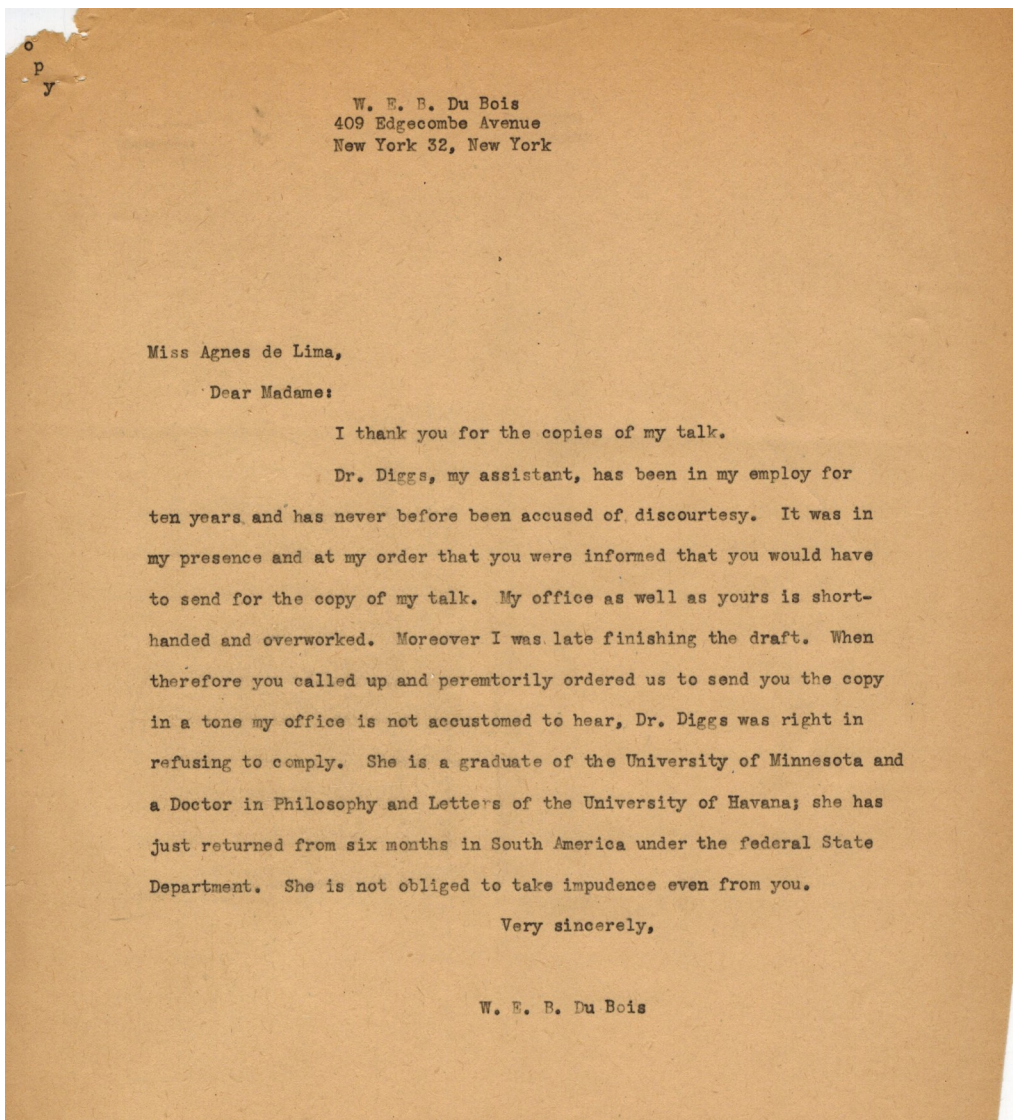 o
p
y
W. E. B. Du Bois
409 Edgecombe Avenue
New York 32, New York
Miss Agnes de Lima,
Dear Madame:
I thank you for the copies of my talk.
Dr. Diggs, my assistant, has been in my employ for
ten years and has never before been accused of discourtesy. It was in
my presence and at my order that you were informed that you would have
to send for the copy of my talk. My office as well as yours is short-
handed and overworked. Moreover I was late finishing the draft. When
therefore you called up and peremtorily ordered us to send you the copy
in a tone my office is not accustomed to hear, Dr. Diggs was right in
refusing to comply. She is a graduate of the University of Minnesota and
a Doctor in Philosophy and Letters of the University of Havana; she has
just returned from six months in South America under the federal State
Department. She is not obliged to take impudence even from you.
Very sincerely,
W. E. B. Du Bois